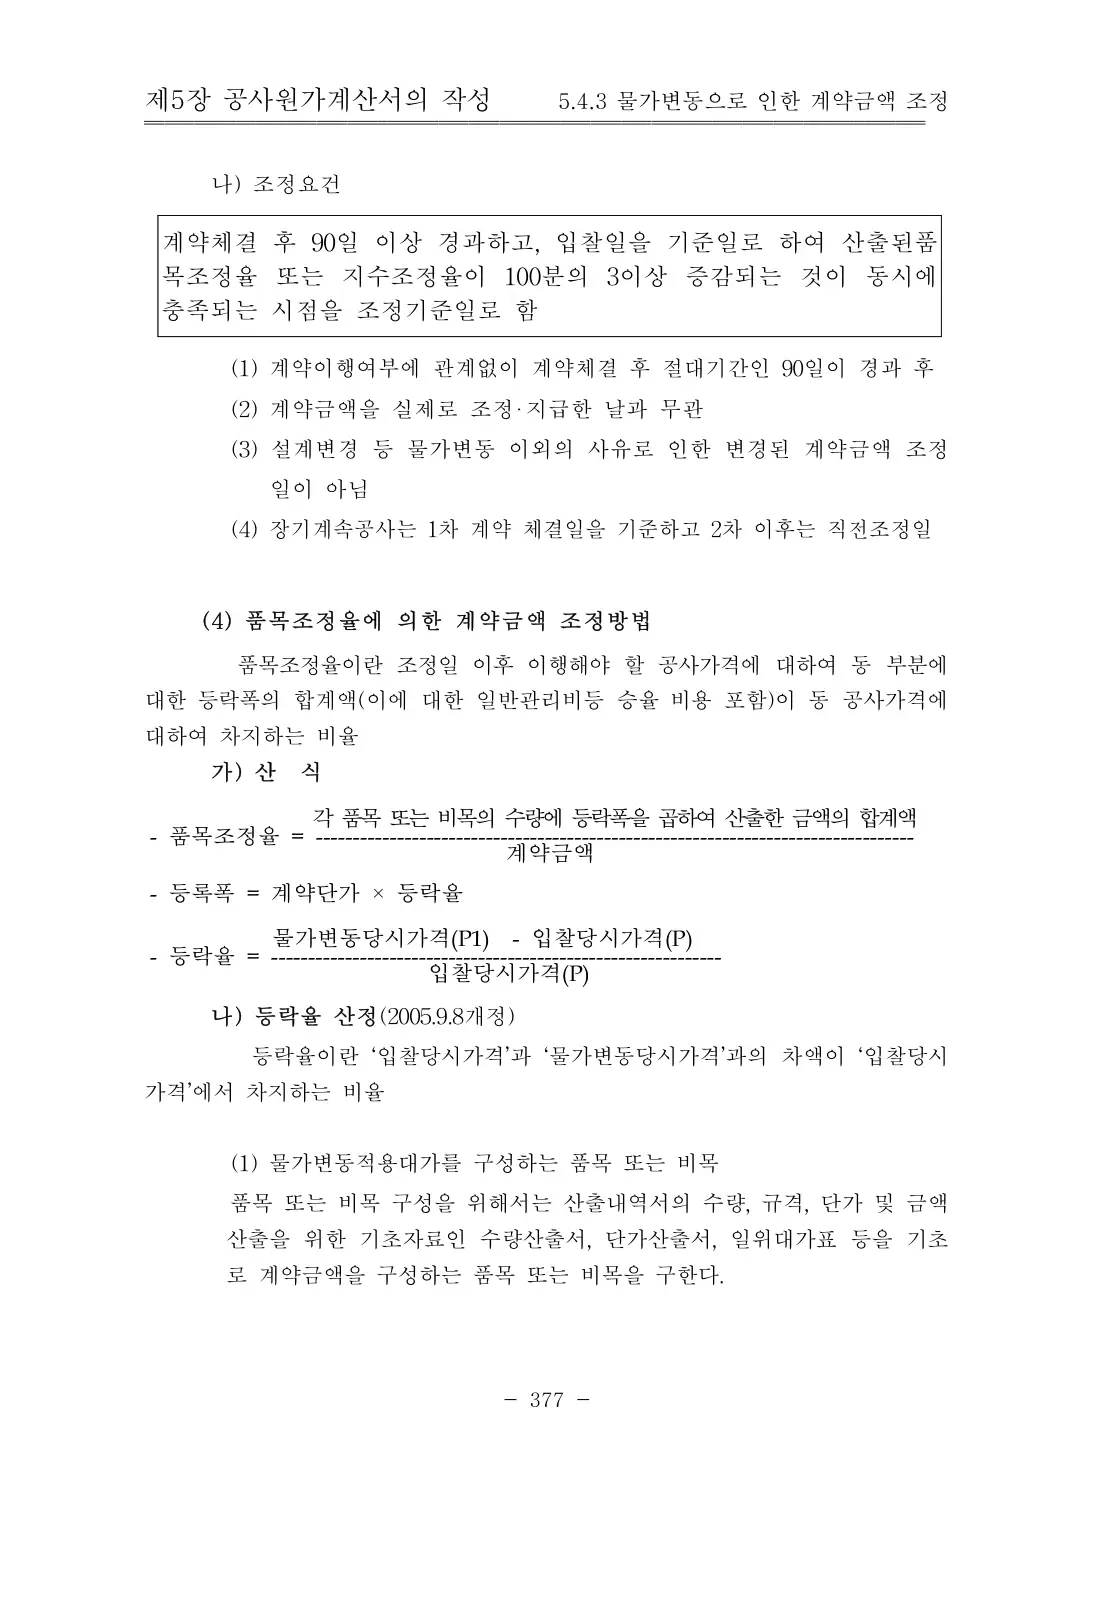 제5장 공사원가계산서의 작성 5.4.3 물가변동으로 인한 계약금액 조정
나) 조정요건
계약체결 후 90일 이상 경과하고, 입찰일을 기준일로 하여 산출된품
목조정율 또는 지수조정율이 100분의 3이상 증감되는 것이 동시에
충족되는 시점을 조정기준일로 함
(1) 계약이행여부에 관계없이 계약체결 후 절대기간인 90일이 경과 후
(2) 계약금액을 실제로 조정·지급한 날과 무관
(3) 설계변경 등 물가변동 이외의 사유로 인한 변경된 계약금액 조정
일이 아님
(4) 장기계속공사는 1차 계약 체결일을 기준하고 2차 이후는 직전조정일
(4) 품목조정율에 의한 계약금액 조정방법
품목조정율이란 조정일 이후 이행해야 할 공사가격에 대하여 동 부분에
대한 등락폭의 합계액(이에 대한 일반관리비등 승율 비용 포함)이 동 공사가격에
대하여 차지하는 비율
가) 산 식
각 품목 또는 비목의 수량에 등락폭을 곱하여 산출한 금액의 합계액
- 품목조정율 = ---------------------------------------------------------------------------------
계약금액
- 등록폭 = 계약단가 × 등락율
물가변동당시가격(P1) - 입찰당시가격(P)
- 등락율 = -------------------------------------------------------------
입찰당시가격(P)
나) 등락율 산정(2005.9.8개정)
등락율이란 ‘입찰당시가격’과 ‘물가변동당시가격’과의 차액이 ‘입찰당시
가격’에서 차지하는 비율
(1) 물가변동적용대가를 구성하는 품목 또는 비목
품목 또는 비목 구성을 위해서는 산출내역서의 수량, 규격, 단가 및 금액
산출을 위한 기초자료인 수량산출서, 단가산출서, 일위대가표 등을 기초
로 계약금액을 구성하는 품목 또는 비목을 구한다.
- 377 -